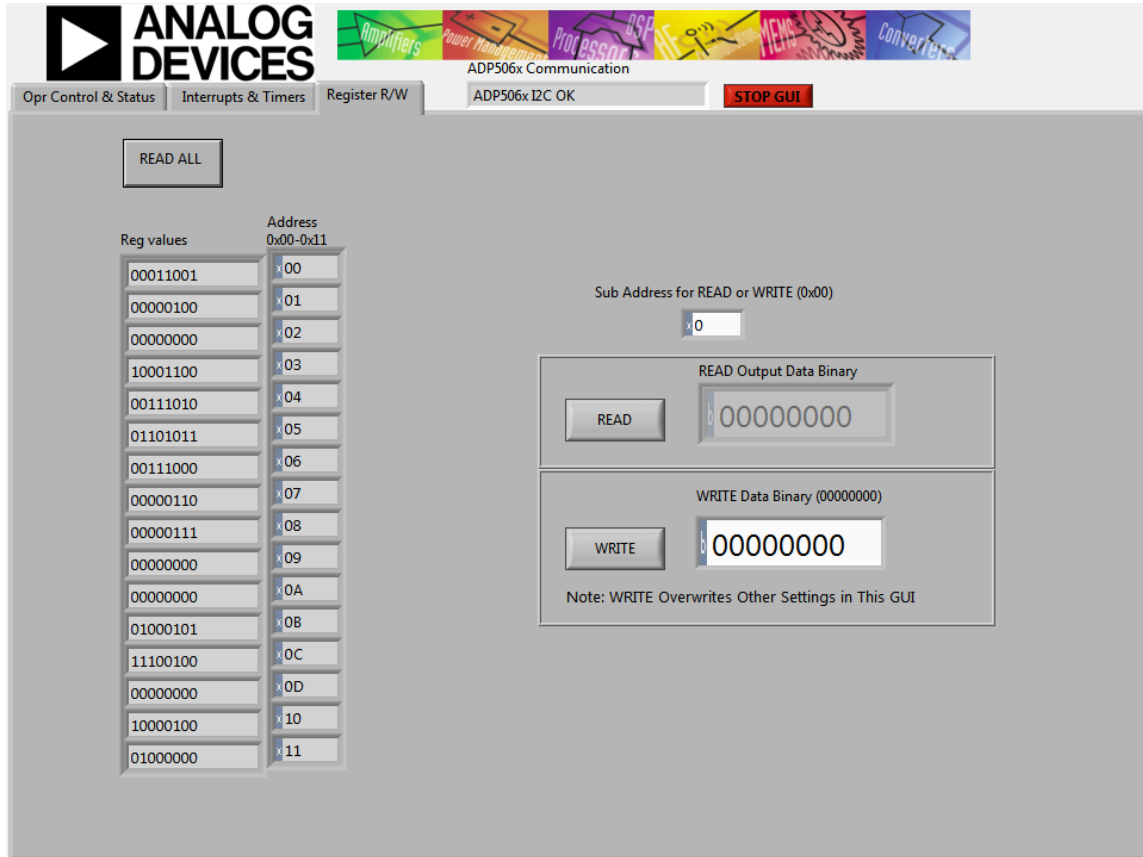 ANALOG
DEVICES
Amplifiers Power Management Processor DSP RF MEMS Converters
ADP506x Communication
Opr Control & Status Interrupts & Timers Register R/W ADP506x I2C OK STOP GUI
READ ALL
Address
Reg values 0x00-0x11
00011001 x 00
00000100 x 01
00000000 x 02
10001100 x 03
00111010 x 04
01101011 x 05
00111000 x 06
00000110 x 07
00000111 x 08
00000000 x 09
00000000 x 0A
01000101 x 0B
11100100 x 0C
00000000 x 0D
10000100 x 10
01000000 x 11
Sub Address for READ or WRITE (0x00)
x 0
READ Output Data Binary
READ b 00000000
WRITE Data Binary (00000000)
WRITE b 00000000
Note: WRITE Overwrites Other Settings in This GUI